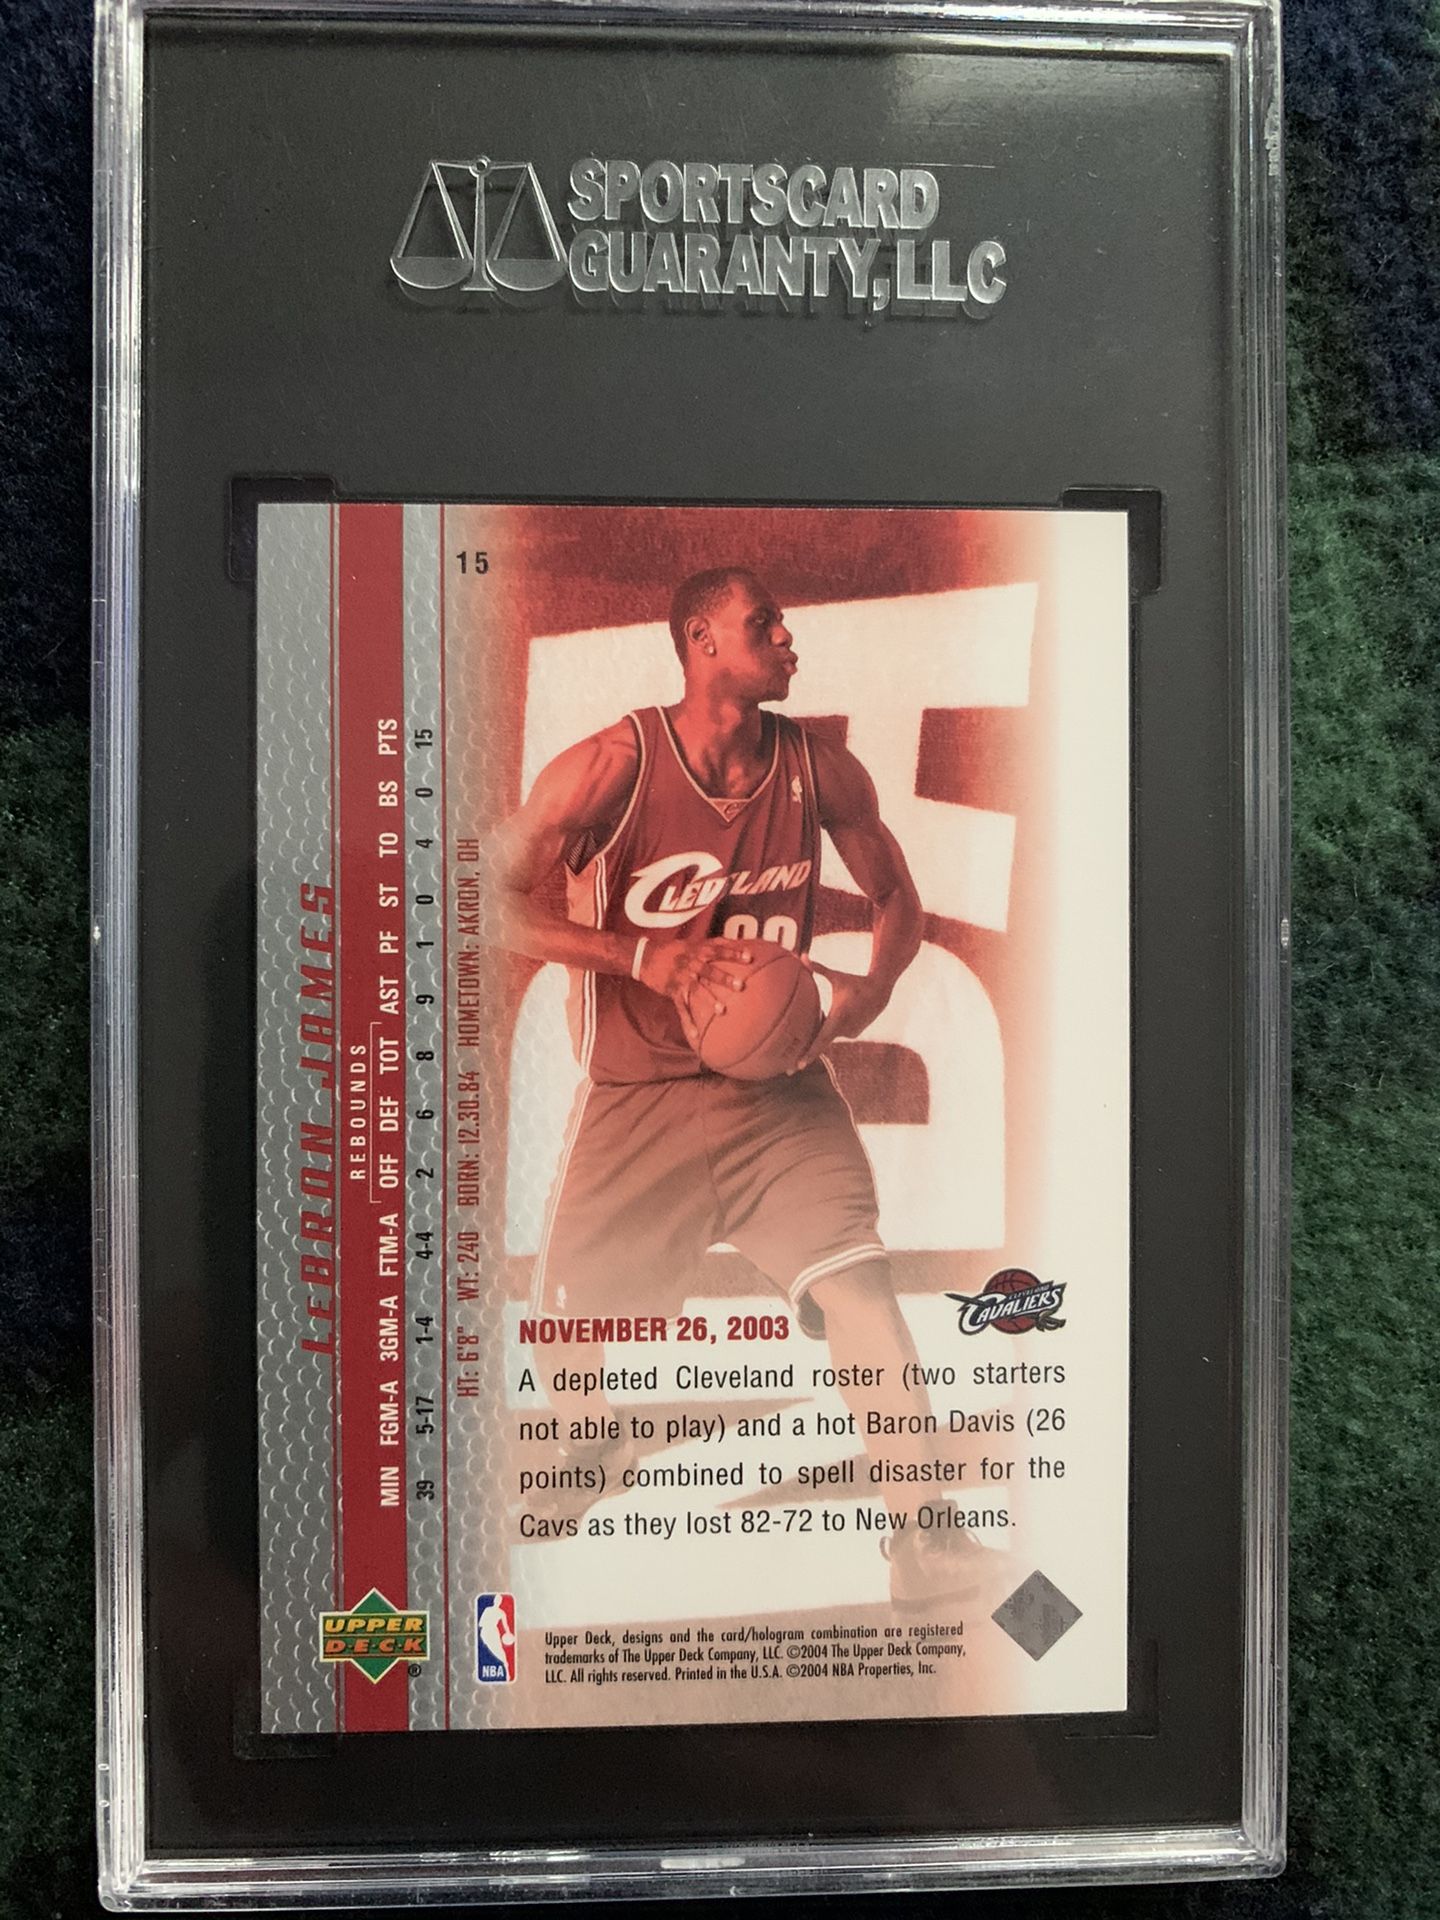 SPORTSCARD
GUARANTY, LLC
15
LEBRON JAMES
REBOUNDS
MIN FGM-A 3GM-A FTM-A OFF DEF TOT AST PF ST TO BS PTS
39 5-17 1-4 4-4 2 6 8 9 1 0 4 0 15
HT: 6'8" WT: 240 BORN: 12.30.84 HOMETOWN: AKRON, OH
CLEVELAND
CLEVELAND
CAVALIERS
NOVEMBER 26, 2003
A depleted Cleveland roster (two starters
not able to play) and a hot Baron Davis (26
points) combined to spell disaster for the
Cavs as they lost 82-72 to New Orleans.
UPPER
DECK®
NBA
Upper Deck, designs and the card/hologram combination are registered
trademarks of The Upper Deck Company, LLC. ©2004 The Upper Deck Company,
LLC. All rights reserved. Printed in the U.S.A. ©2004 NBA Properties, Inc.